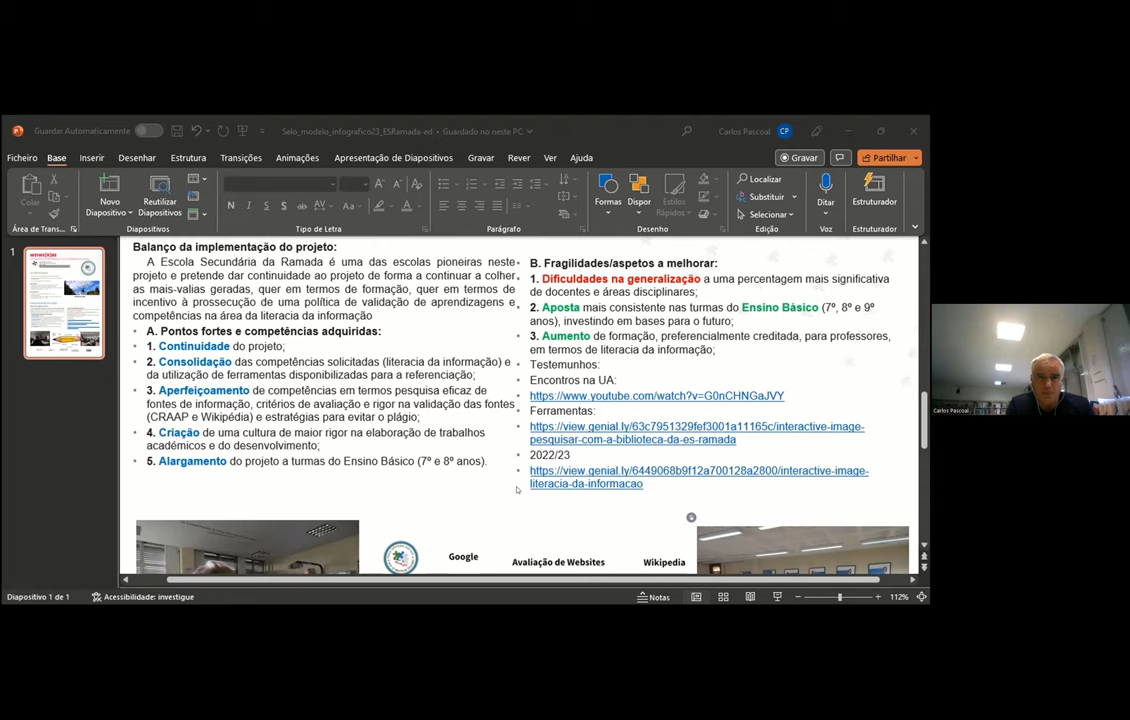 Guardar Automaticamente
Selo_modelo_infografico23_ESRamada-ed • Guardado no neste PC
Carlos Pascoal CP
Ficheiro Base Inserir Desenhar Estrutura Transições Animações Apresentação de Diapositivos Gravar Rever Ver Ajuda
Gravar Partilhar
Colar
Novo Diapositivo
Reutilizar Diapositivos
N I S S ab AV Aa A
Formas Dispor Estilos Rápidos
Localizar
Substituir
Selecionar
Ditar
Estruturador
Área de Trans... Diapositivos Tipo de Letra Parágrafo Desenho Edição Voz Estruturador
1
Balanço da implementação do projeto:
A Escola Secundária da Ramada é uma das escolas pioneiras neste
projeto e pretende dar continuidade ao projeto de forma a continuar a colher
as mais-valias geradas, quer em termos de formação, quer em termos de
incentivo à prossecução de uma política de validação de aprendizagens e
competências na área da literacia da informação
A. Pontos fortes e competências adquiridas:
1. Continuidade do projeto;
2. Consolidação das competências solicitadas (literacia da informação) e
da utilização de ferramentas disponibilizadas para a referenciação;
3. Aperfeiçoamento de competências em termos pesquisa eficaz de
fontes de informação, critérios de avaliação e rigor na validação das fontes
(CRAAP e Wikipédia) e estratégias para evitar o plágio;
4. Criação de uma cultura de maior rigor na elaboração de trabalhos
académicos e do desenvolvimento;
5. Alargamento do projeto a turmas do Ensino Básico (7º e 8º anos).
B. Fragilidades/aspetos a melhorar:
1. Dificuldades na generalização a uma percentagem mais significativa
de docentes e áreas disciplinares;
2. Aposta mais consistente nas turmas do Ensino Básico (7º, 8º e 9º
anos), investindo em bases para o futuro;
3. Aumento de formação, preferencialmente creditada, para professores,
em termos de literacia da informação;
Testemunhos:
Encontros na UA:
https://www.youtube.com/watch?v=G0nCHNGaJVY
Ferramentas:
https://view.genial.ly/63c7951329fef3001a11165c/interactive-image-
pesquisar-com-a-biblioteca-da-es-ramada
2022/23
https://view.genial.ly/6449068b9f12a700128a2800/interactive-image-
literacia-da-informacao
Google
Avaliação de Websites
Wikipedia
Diapositivo 1 de 1
Acessibilidade: investigue
Notas
112%
Carlos Pascoal